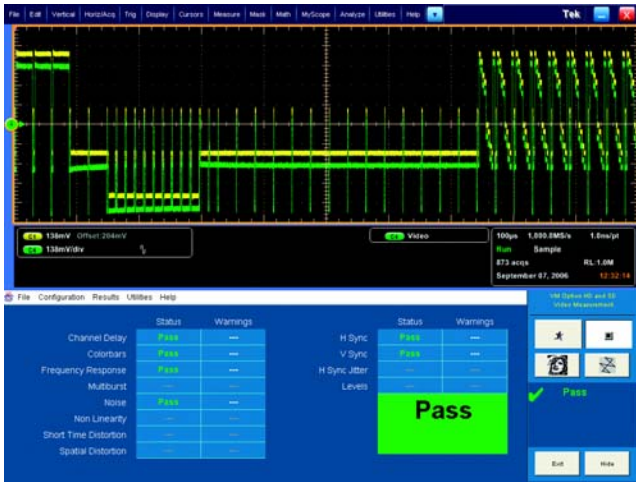 File Edit Vertical Horiz/Acq Trig Display Cursors Measure Mask Math MyScope Analyze Utilities Help Tek
C1 138mV Offset:204mV
C2 138mV/div
C2 Video
100µs 1,000.0MS/s 1.0ns/pt
Run Sample
873 acqs RL:1.0M
September 07, 2006 12:32:14
File Configuration Results Utilities Help
VM Option HD and SD
Video Measurement
Status Warnings Status Warnings
Channel Delay Pass --- H Sync Pass ---
Colorbars Pass --- V Sync Pass ---
Frequency Response Pass --- H Sync Jitter --- ---
Multiburst --- --- Levels --- ---
Noise Pass ---
Non Linearity --- ---
Short Time Distortion --- ---
Spatial Distortion --- ---
Pass
Pass
Exit Hide